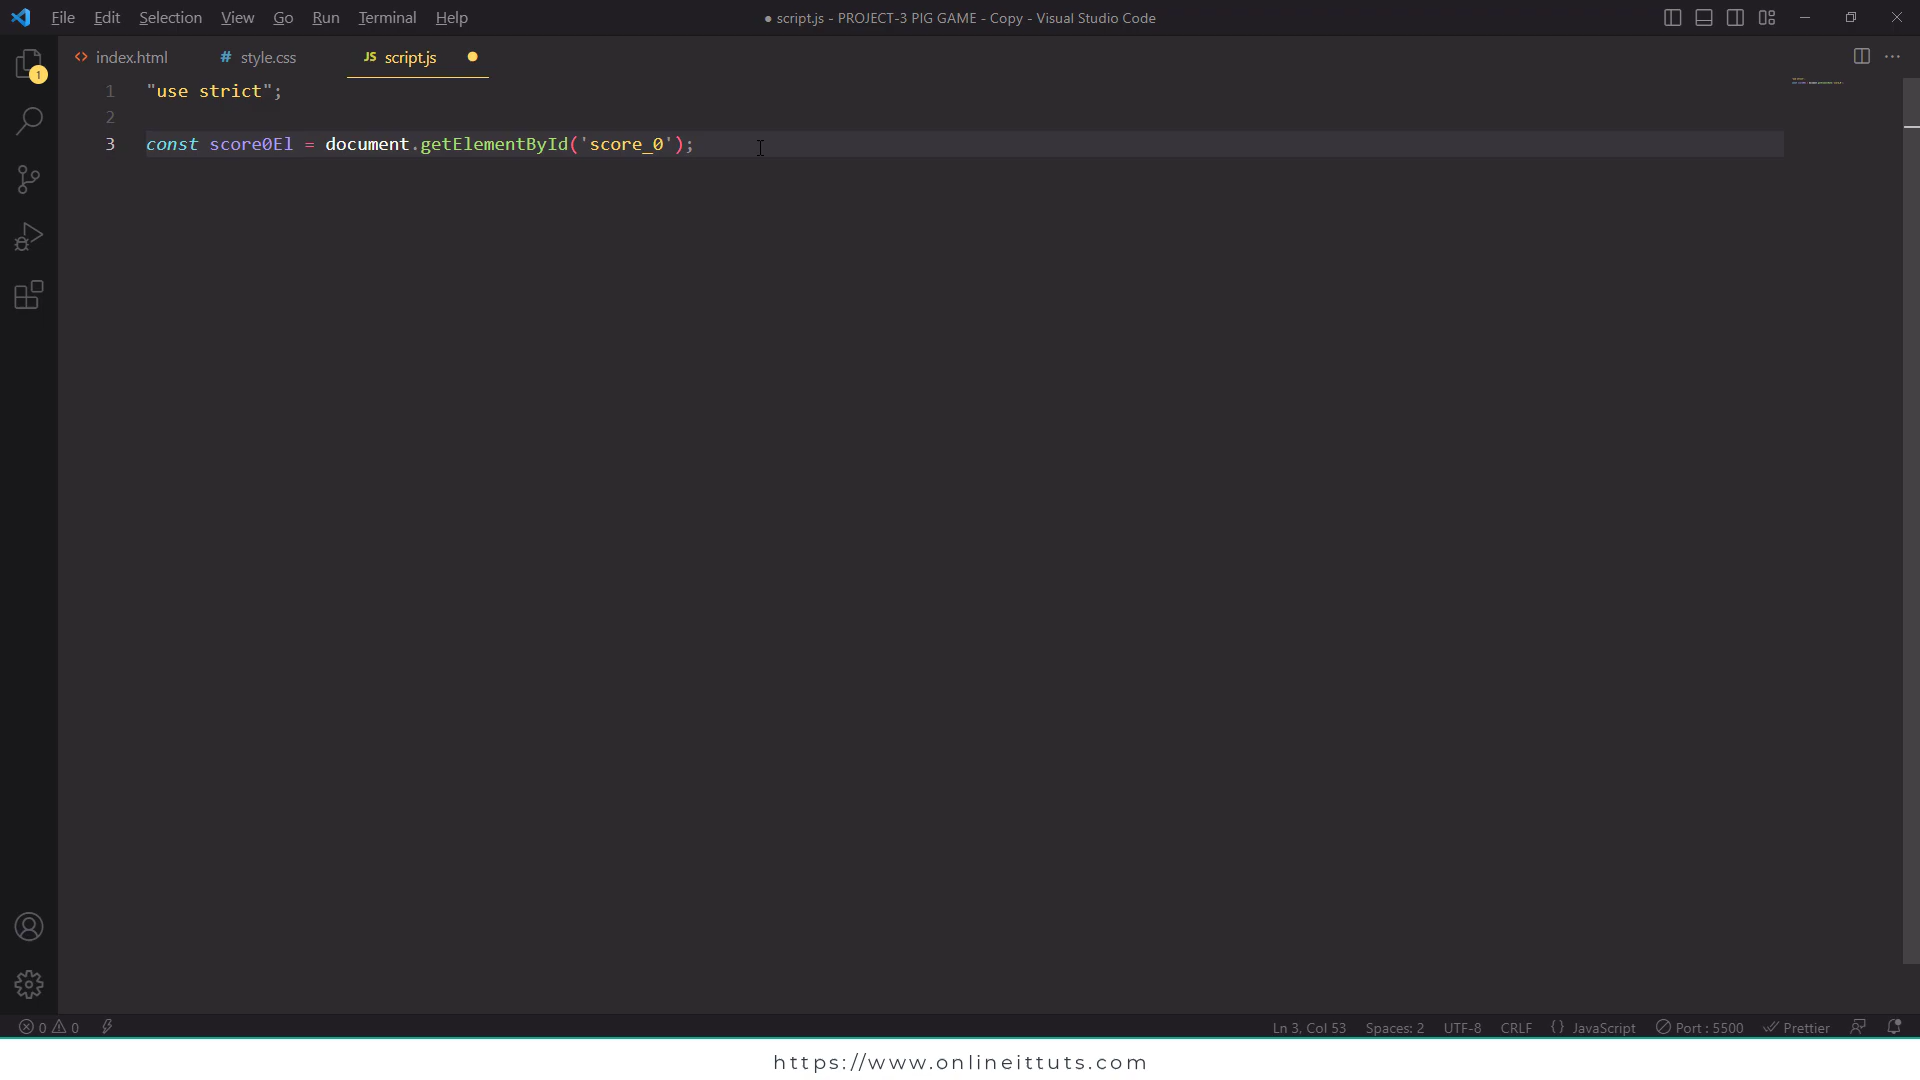 File Edit Selection View Go Run Terminal Help
● script.js - PROJECT-3 PIG GAME - Copy - Visual Studio Code
1
<> index.html # style.css JS script.js
1 "use strict";
2
3 const score0El = document.getElementById('score_0');
0 0
Ln 3, Col 53 Spaces: 2 UTF-8 CRLF {} JavaScript Port : 5500 Prettier
https://www.onlineittuts.com